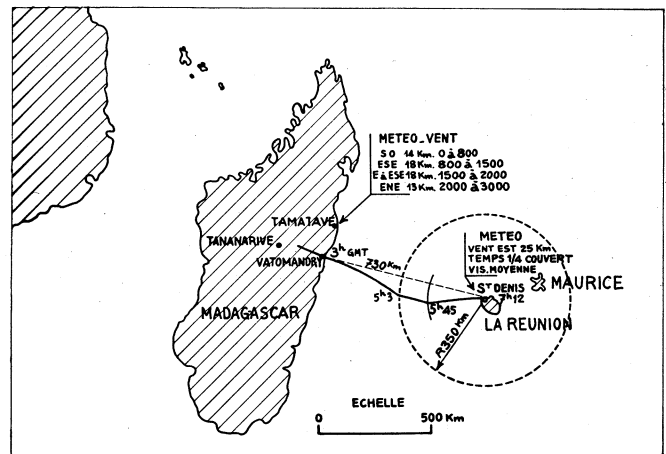 METEO_VENT
SO 14 Km. 0 à 800
ESE 18 Km. 800 à 1500
E à ESE 18 Km. 1500 à 2000
ENE 13 Km. 2000 à 3000
TAMATAVE
TANANARIVE
VATOMANDRY
3h GMT
730 Km
METEO
VENT EST 25 Km
TEMPS 1/4 COUVERT
VIS. MOYENNE
ST DENIS
7h12
MAURICE
5h3
5h45
LA REUNION
MADAGASCAR
R350 Km
ECHELLE
0 500 Km